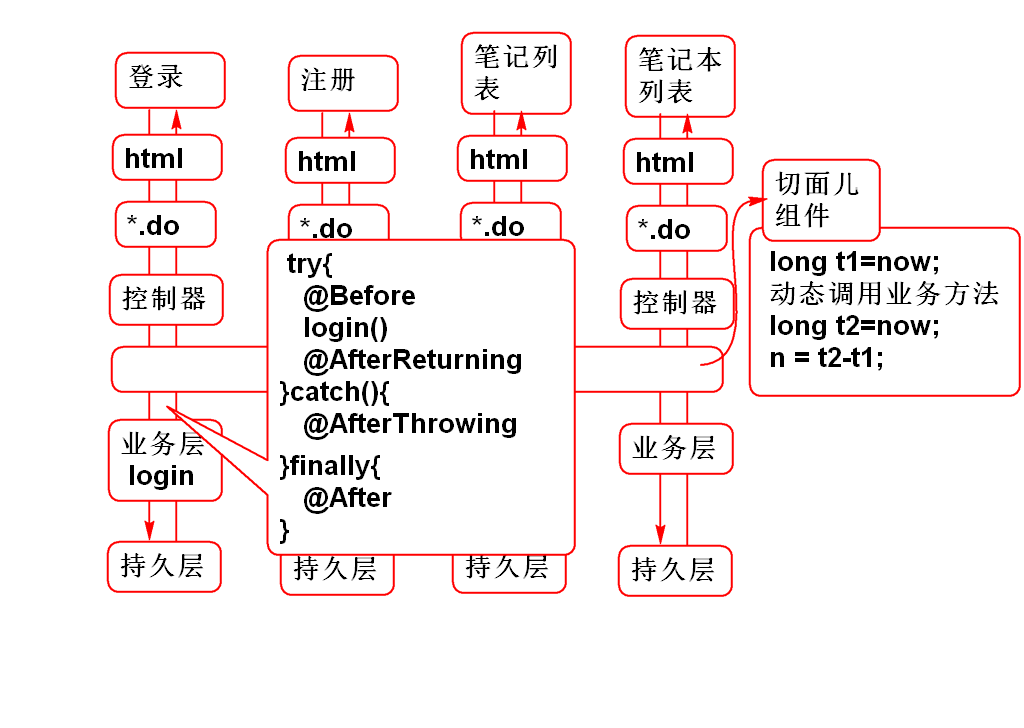 登录
注册
笔记列
表
笔记本
列表
html
html
html
html
*.do
*.do
*.do
*.do
切面儿
组件
控制器
控制器
long t1=now;
动态调用业务方法
long t2=now;
n = t2-t1;
try{
@Before
login()
@AfterReturning
}catch(){
@AfterThrowing
}finally{
@After
}
业务层
login
业务层
持久层
持久层
持久层
持久层